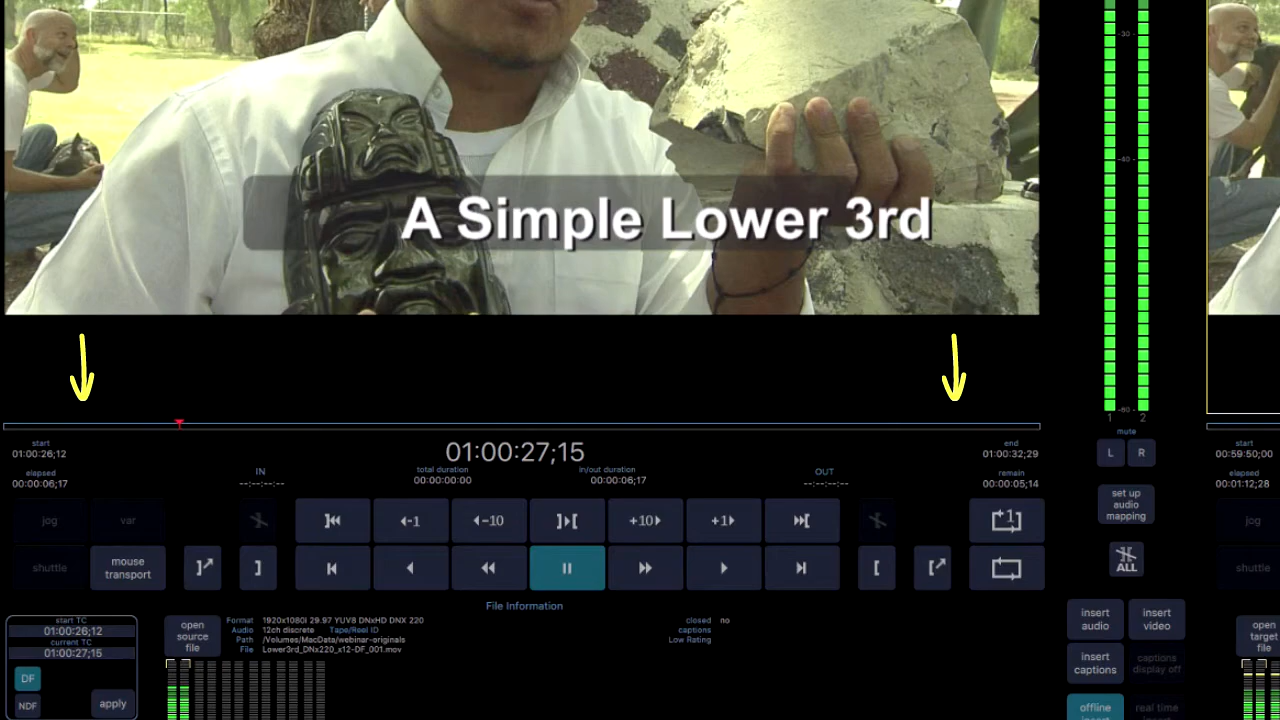 A Simple Lower 3rd
-30 -
-40 -
-60 -
1 2
mute
L R
start
01:00:26;12
01:00:27;15
end
01:00:32;29
elapsed
00:00:06;17
IN
--:--:--;--
total duration
00:00:00:00
in/out duration
00:00:06;17
OUT
--:--:--;--
remain
00:00:05;14
start
00:59:50;00
elapsed
00:01:12;28
jog var -1 -10 +10 +1 1
shuttle mouse transport
set up
audio
mapping
ALL
jog
shuttle
File Information
start TC
01:00:26;12
current TC
01:00:27;15
DF
NDF
apply
open
source
file
Format 1920x1080i 29.97 YUV8 DNxHD DNX 220
Audio 12ch discrete Tape/Reel ID
Path /Volumes/MacData/webinar-originals
File Lower3rd_DNx220_x12-DF_001.mov
closed captions no
Low Rating
insert
audio
insert
video
insert
captions
captions
display off
offline
insert
real time
insert
open
target
file